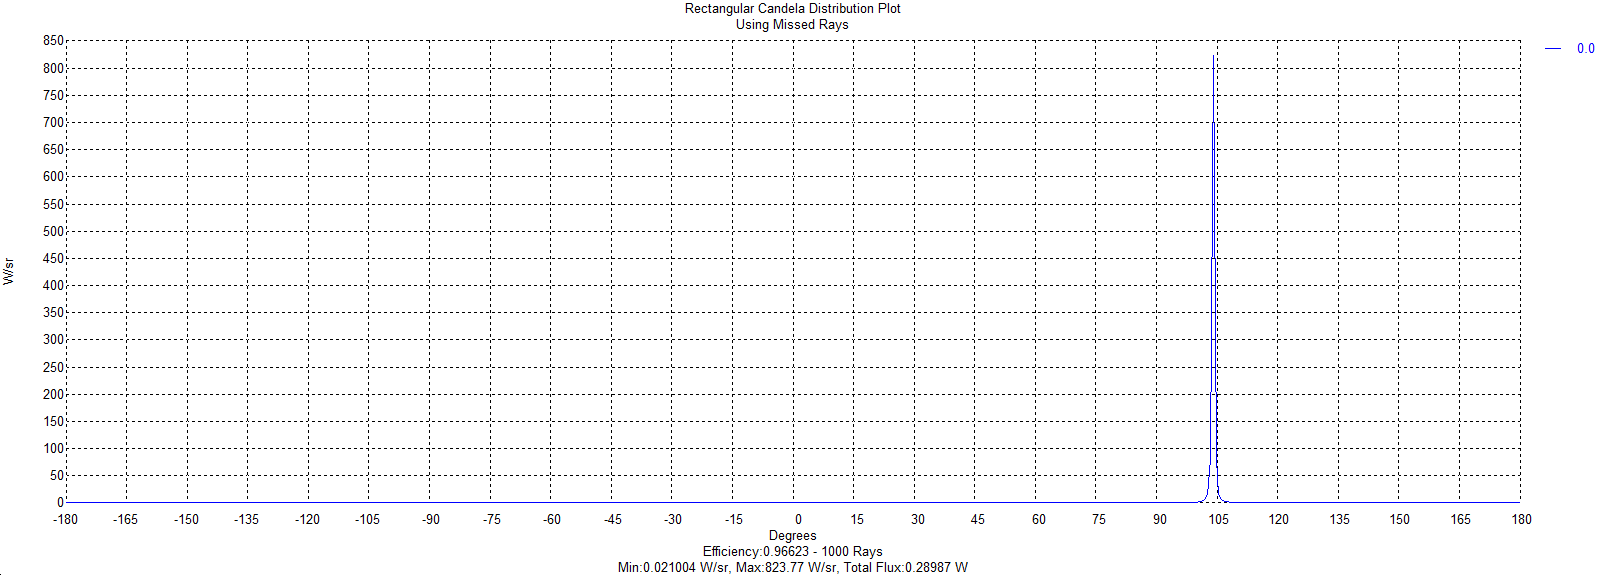 Rectangular Candela Distribution Plot
Using Missed Rays
0.0
850
800
750
700
650
600
550
500
450
400
350
300
250
200
150
100
50
0
W/sr
-180 -165 -150 -135 -120 -105 -90 -75 -60 -45 -30 -15 0 15 30 45 60 75 90 105 120 135 150 165 180
Degrees
Efficiency:0.96623 - 1000 Rays
Min:0.021004 W/sr, Max:823.77 W/sr, Total Flux:0.28987 W